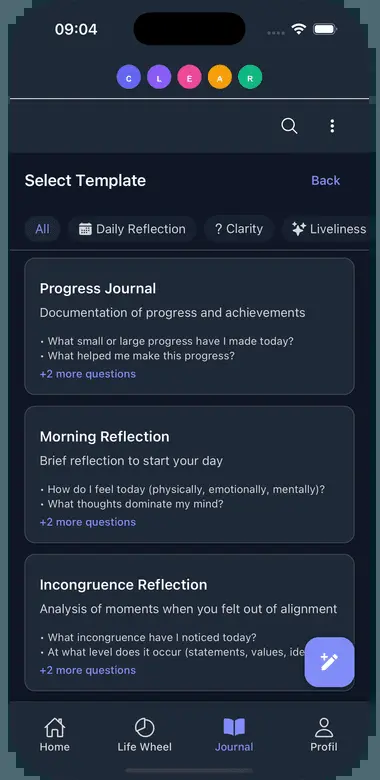 09:04
C L E A R
Select Template
Back
All
Daily Reflection
? Clarity
Liveliness
Progress Journal
Documentation of progress and achievements
• What small or large progress have I made today?
• What helped me make this progress?
+2 more questions
Morning Reflection
Brief reflection to start your day
• How do I feel today (physically, emotionally, mentally)?
• What thoughts dominate my mind?
+2 more questions
Incongruence Reflection
Analysis of moments when you felt out of alignment
• What incongruence have I noticed today?
• At what level does it occur (statements, values, ide
+2 more questions
Home
Life Wheel
Journal
Profil